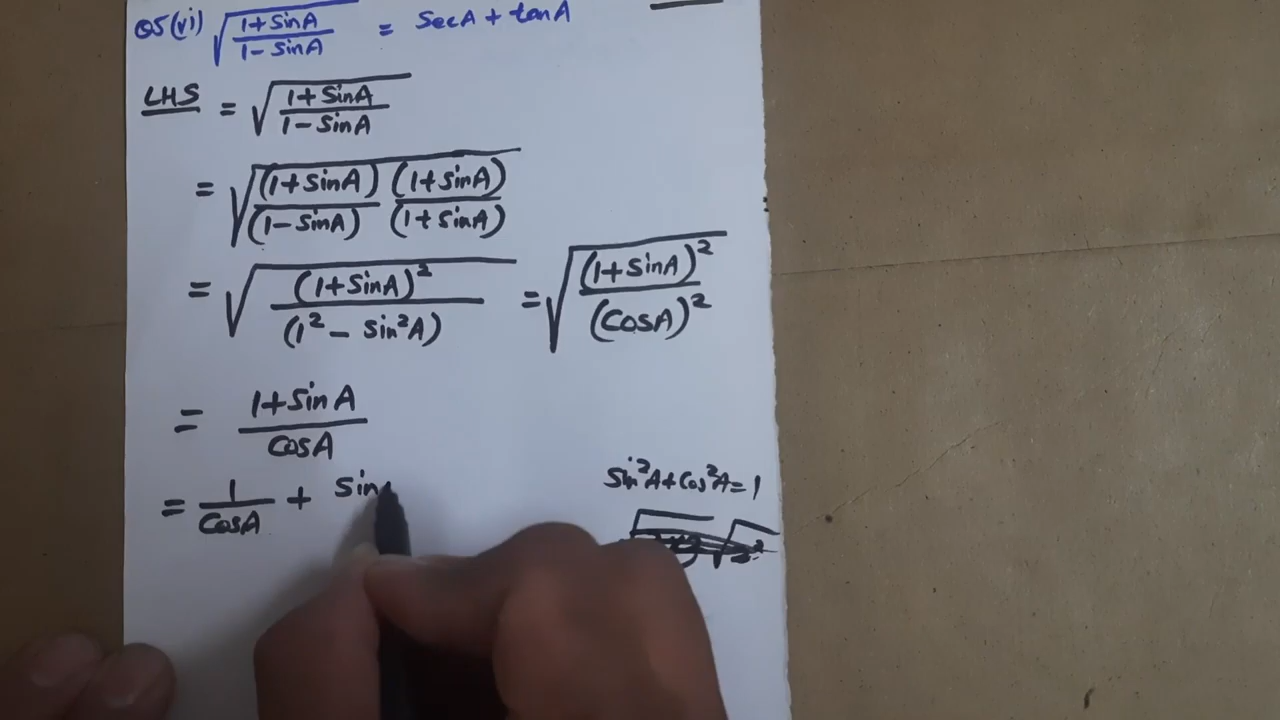 Q5(vi) √((1+SinA)/(1-SinA)) = SecA + tanA
LHS = √((1+SinA)/(1-SinA))
= √((1+SinA)(1+SinA)/(1-SinA)(1+SinA))
= √((1+SinA)²/(1²-Sin²A)) = √((1+SinA)²/(CosA)²)
= (1+SinA)/CosA
Sin²A+Cos²A=1
= 1/CosA + Sin